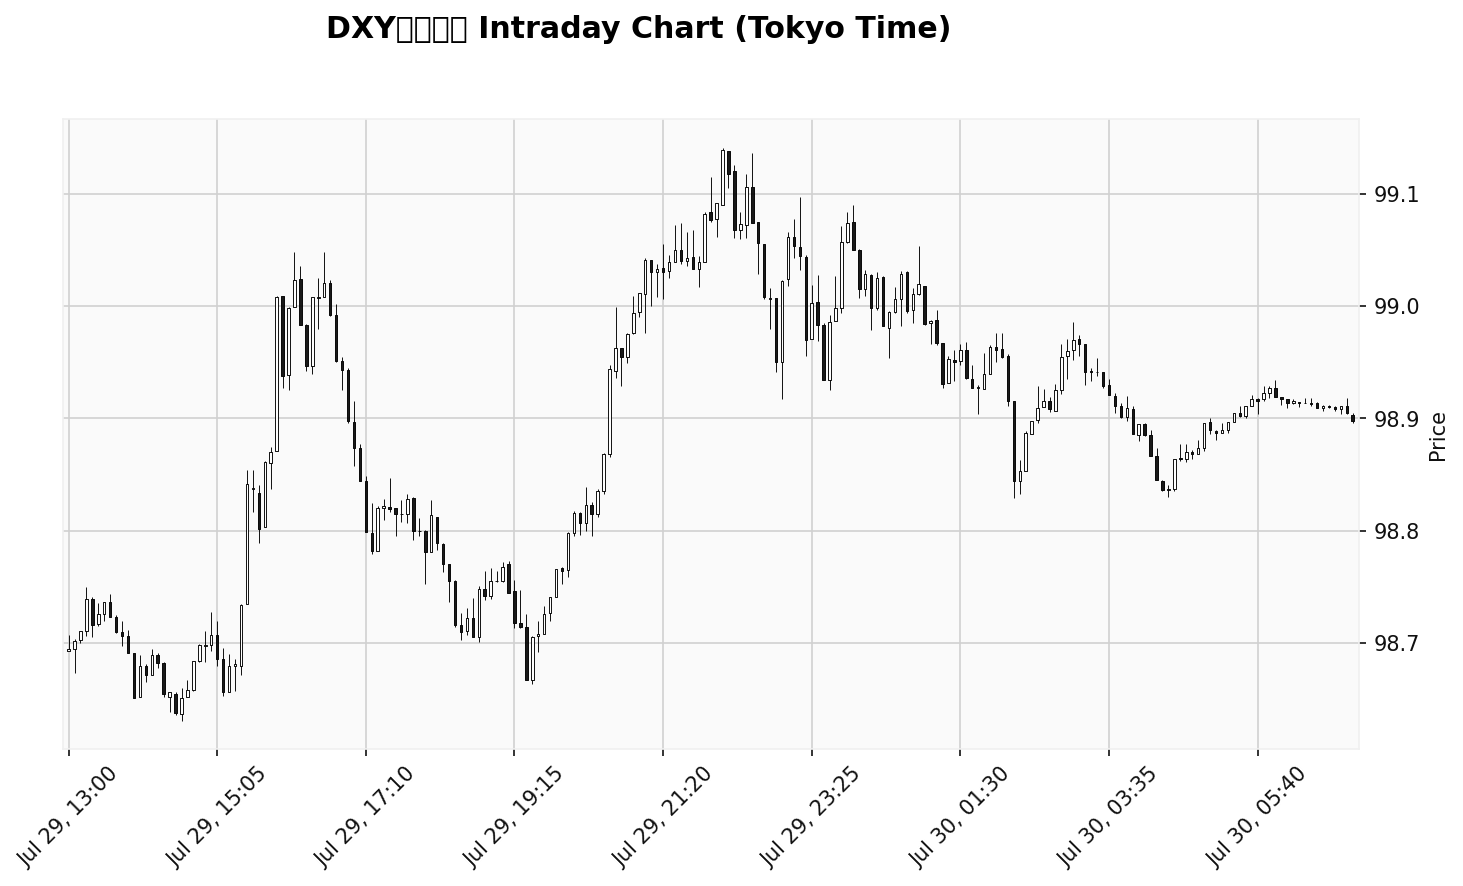 DXY Intraday Chart (Tokyo Time)
99.1
99.0
98.9
98.8
98.7
Price
Jul 29, 13:00
Jul 29, 15:05
Jul 29, 17:10
Jul 29, 19:15
Jul 29, 21:20
Jul 29, 23:25
Jul 30, 01:30
Jul 30, 03:35
Jul 30, 05:40